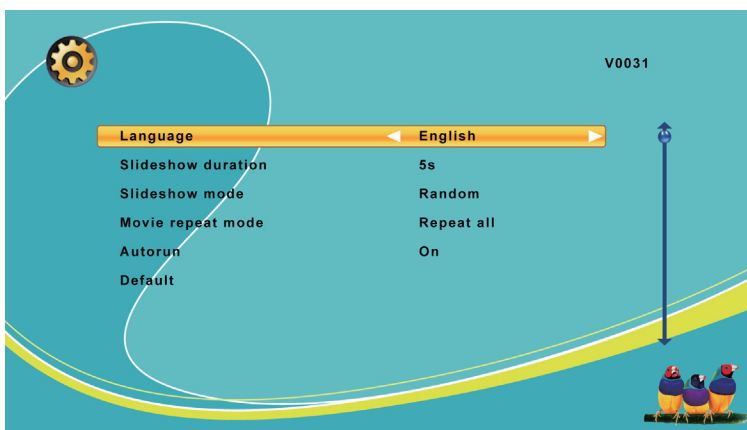 V0031
Language English
Slideshow duration 5s
Slideshow mode Random
Movie repeat mode Repeat all
Autorun On
Default